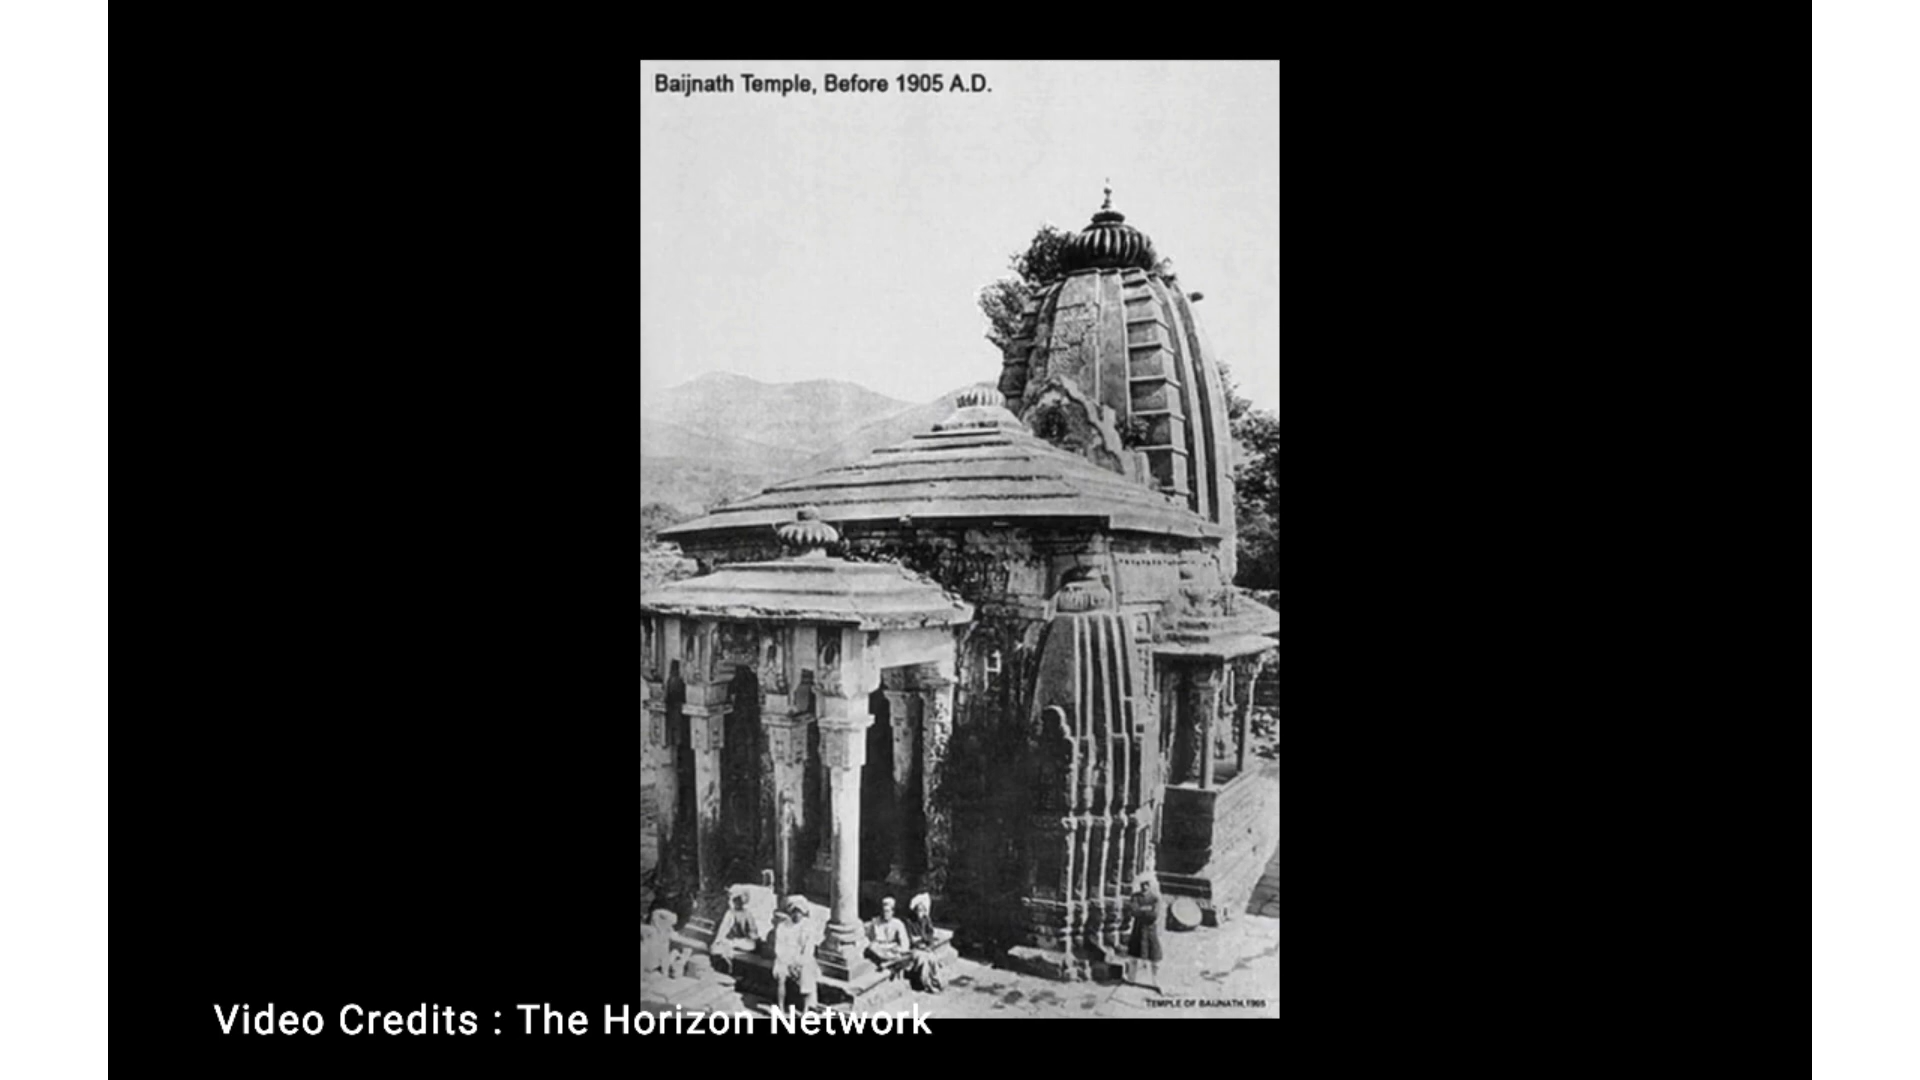 Baijnath Temple, Before 1905 A.D.
TEMPLE OF BAIJNATH,1905
Video Credits : The Horizon Network